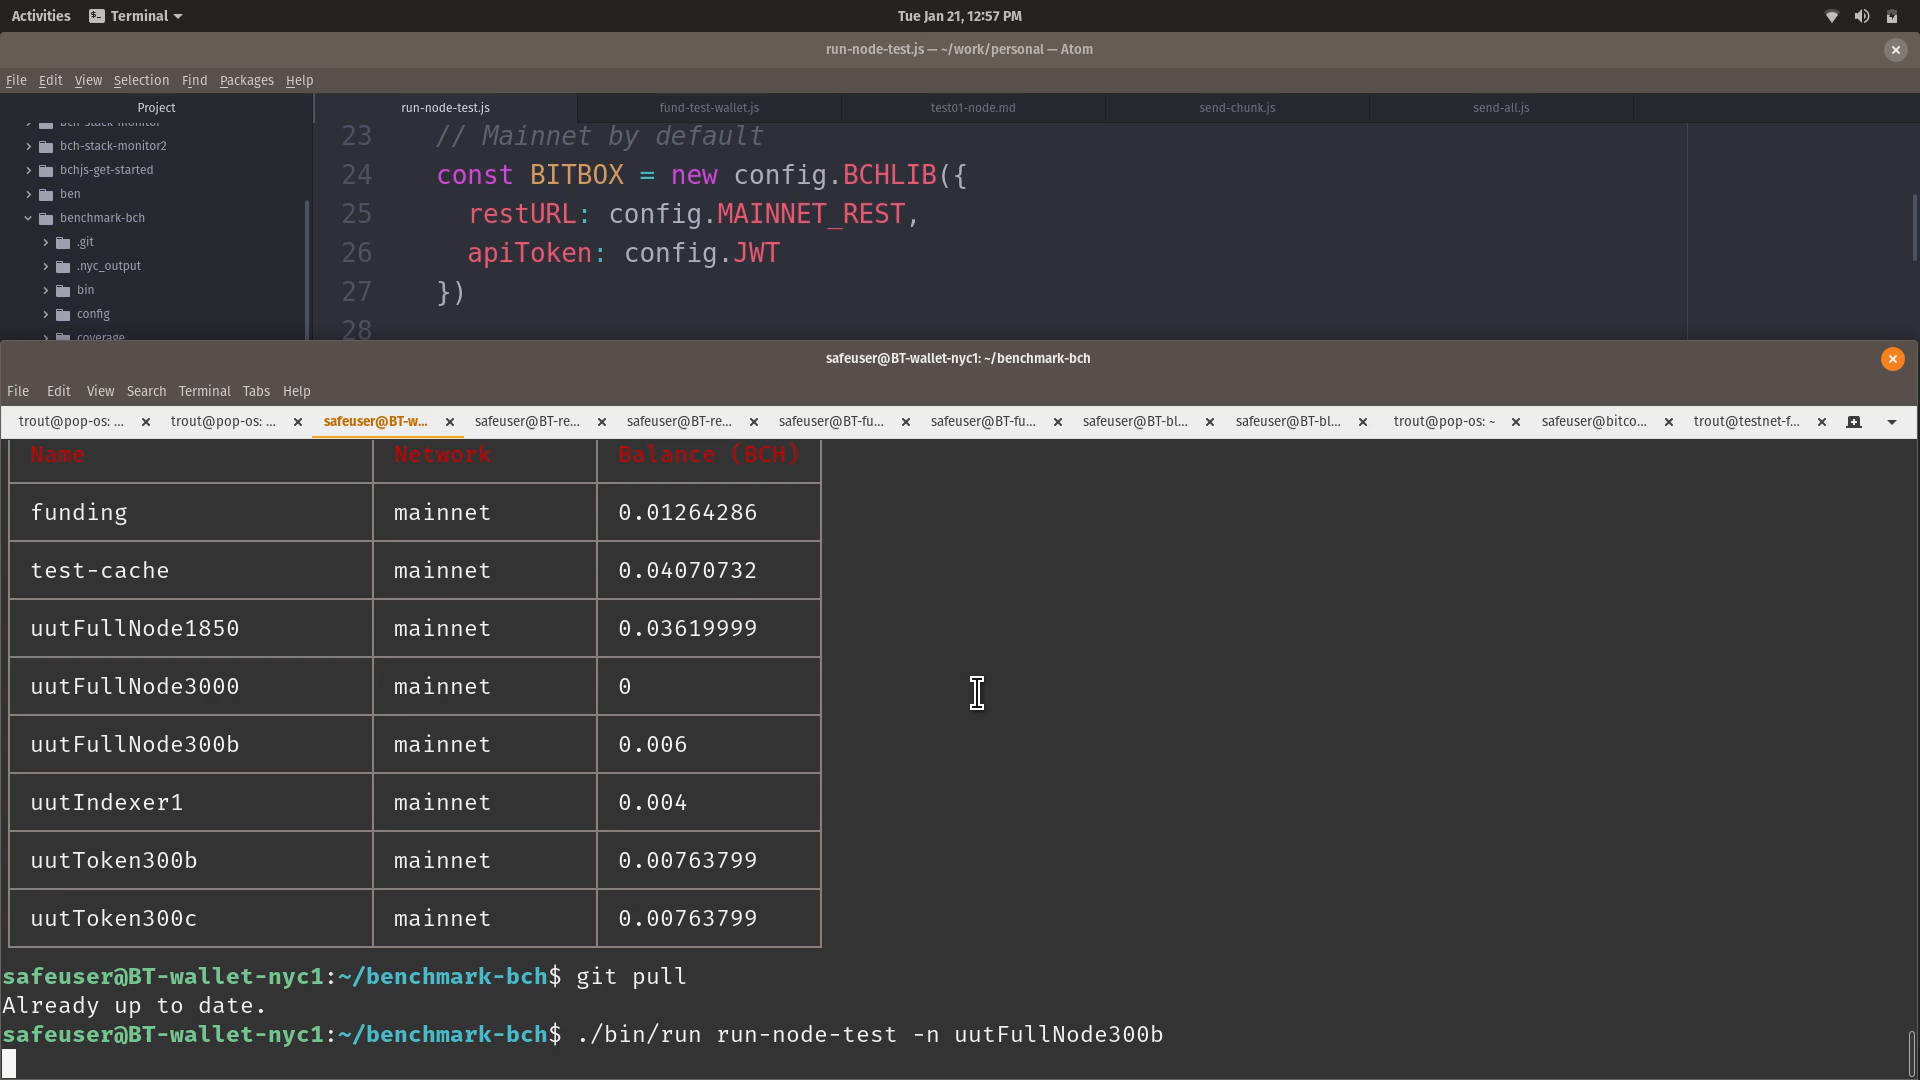 Activities Terminal Tue Jan 21, 12:57 PM
run-node-test.js — ~/work/personal — Atom
File Edit View Selection Find Packages Help
Project run-node-test.js fund-test-wallet.js test01-node.md send-chunk.js send-all.js
bch-stack-monitor
bch-stack-monitor2
bchjs-get-started
ben
benchmark-bch
.git
.nyc_output
bin
config
coverage
23 // Mainnet by default
24 const BITBOX = new config.BCHLIB({
25 restURL: config.MAINNET_REST,
26 apiToken: config.JWT
27 })
28
safeuser@BT-wallet-nyc1: ~/benchmark-bch
File Edit View Search Terminal Tabs Help
trout@pop-os: ... trout@pop-os: ... safeuser@BT-w... safeuser@BT-re... safeuser@BT-re... safeuser@BT-fu... safeuser@BT-fu... safeuser@BT-bl... safeuser@BT-bl... trout@pop-os: ~ safeuser@bitco... trout@testnet-f...
Name Network Balance (BCH)
funding mainnet 0.01264286
test-cache mainnet 0.04070732
uutFullNode1850 mainnet 0.03619999
uutFullNode3000 mainnet 0
uutFullNode300b mainnet 0.006
uutIndexer1 mainnet 0.004
uutToken300b mainnet 0.00763799
uutToken300c mainnet 0.00763799
safeuser@BT-wallet-nyc1:~/benchmark-bch$ git pull
Already up to date.
safeuser@BT-wallet-nyc1:~/benchmark-bch$ ./bin/run run-node-test -n uutFullNode300b